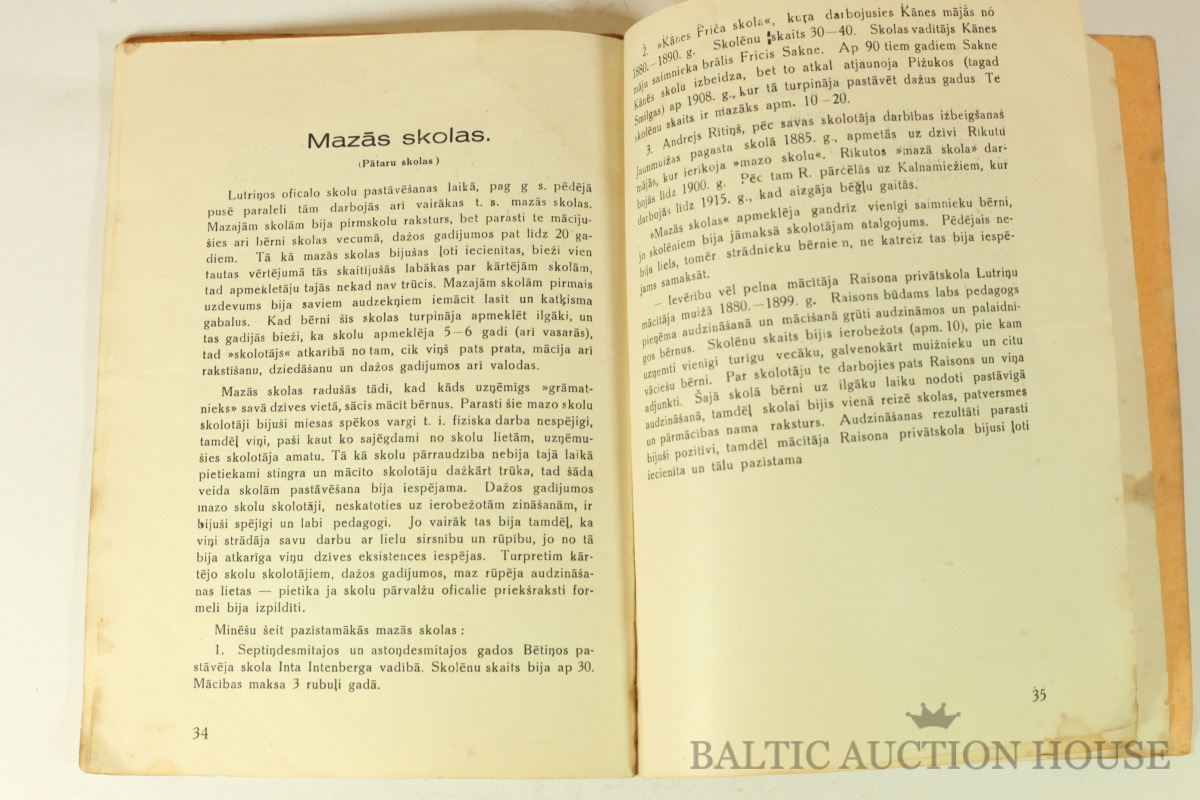 Mazās skolas.
(Pātaru skolas)
Lutriņos oficalo skolu pastāvēšanas laikā, pag g s. pēdējā
pusē paraleli tām darbojās arī vairākas t. s. mazās skolas.
Mazajām skolām bija pirmskolu raksturs, bet parasti te mācīju-
šies arī bērni skolas vecumā, dažos gadījumos pat līdz 20 ga-
diem. Tā kā mazās skolas bijušas ļoti iecienītas, bieži vien
tautas vērtējumā tās skaitījušās labākas par kārtējām skolām,
tad apmeklētāju tajās nekad nav trūcis. Mazajām skolām pirmais
uzdevums bija saviem audzekņiem iemācīt lasīt un katķisma
gabalus. Kad bērni šīs skolas turpināja apmeklēt ilgāki, un
tas gadijās bieži, ka skolu apmeklēja 5–6 gadi (arī vasarās),
tad »skolotājs« atkarībā no tam, cik viņš pats prata, mācīja arī
rakstīšanu, dziedāšanu un dažos gadijumos arī valodas.
Mazās skolas radušās tādi, kad kāds uzņēmīgs »grāmat-
nieks» savā dzīves vietā, sācis mācīt bērnus. Parasti šie mazo skolu
skolotāji bijuši miesas spēkos vargi t. i. fiziska darba nespējīgi,
tamdēļ viņi, paši kaut ko sajēgdami no skolu lietām, uzņēmu-
šies skolotāja amatu. Tā kā skolu pārraudzība nebija tajā laikā
pietiekami stingra un mācīto skolotāju dažkārt trūka, tad šāda
veida skolām pastāvēšana bija iespējama. Dažos gadījumos
mazo skolu skolotāji, neskatoties uz ierobežotām zināšanām, ir
bijuši spējīgi un labi pedagogi. Jo vairāk tas bija tamdēļ, ka
viņi strādāja savu darbu ar lielu sirsnību un rūpību, jo no tā
bija atkarīga viņu dzīves eksistences iespējas. Turpretim kār-
tējo skolu skolotājiem, dažos gadījumos, maz rūpēja audzināša-
nas lietas — pietika ja skolu pārvalžu oficalie priekšraksti for-
meli bija izpildīti.
Minēšu šeit pazīstamākās mazās skolas:
1. Septiņdesmitajos un astoņdesmitajos gados Bētiņos pa-
stāvēja skola Inta Intenberga vadībā. Skolēnu skaits bija ap 30.
Mācības maksa 3 rubuļi gadā.
34
2. »Kānes Friča skola«, kuŗa darbojusies Kānes mājās no
1880.—1890. g. Skolēnu skaits 30—40. Skolas vadītājs Kānes
māju saimnieka brālis Fricis Sakne. Ap 90 tiem gadiem Sakne
Kānēs skolu izbeidza, bet to atkal atjaunoja Pižukos (tagad
Smilgas) ap 1908. g., kur tā turpināja pastāvēt dažus gadus Te
skolēnu skaits ir mazāks apm. 10—20.
3. Andrejs Rītiņš, pēc savas skolotāja darbības izbeigšanas
Jaunmuižas pagasta skolā 1885. g., apmetās uz dzīvi Rikutu
mājās, kur ierīkoja »mazo skolu«. Rīkutos »mazā skola» dar-
bojās līdz 1900. g. Pēc tam R. pārcēlās uz Kalnamiežiem, kur
darbojās līdz 1915. g., kad aizgāja bēgļu gaitās.
»Mazās skolas« apmeklēja gandrīz vienīgi saimnieku bērni,
jo skolēniem bija jāmaksā skolotājam atalgojums. Pēdējais ne-
bija liels, tomēr strādnieku bērnie n, ne katreiz tas bija iespē-
jams samaksāt.
— Ievērību vēl pelna mācītāja Raisona privātskola Lutriņu
mācītāja muižā 1880.—1899. g. Raisons būdams labs pedagogs
pieņēma audzināšanā un mācīšanā grūti audzināmos un palaidnī-
gos bērnus. Skolēnu skaits bijis ierobežots (apm. 10), pie kam
uzņemti vienīgi turīgu vecāku, galvenokārt muižnieku un citu
vāciešu bērni. Par skolotāju te darbojies pats Raisons un viņa
adjunkti. Šajā skolā bērni uz ilgāku laiku nodoti pastāvīgā
audzināšanā, tamdēļ skolai bijis vienā reizē skolas, patversmes
un pārmācības nama raksturs. Audzināšanas rezultāti parasti
bijuši pozitīvi, tamdēl mācītāja Raisona privātskola bijusi ļoti
iecienīta un tālu pazistama
35
BALTIC AUCTION HOUSE